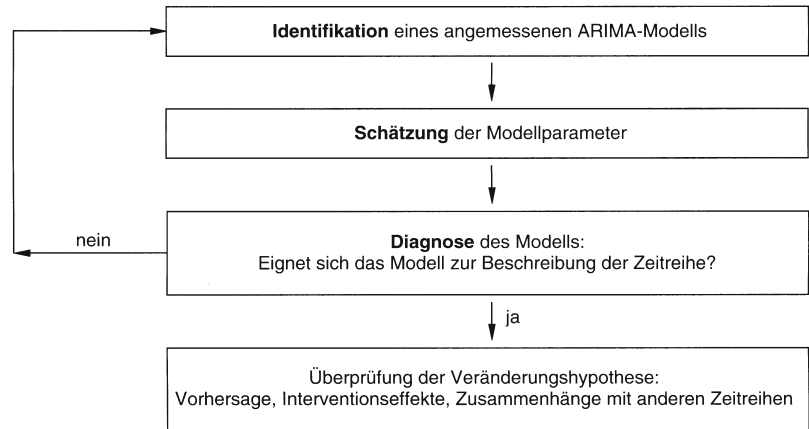 Identifikation eines angemessenen ARIMA-Modells
Schätzung der Modellparameter
nein
Diagnose des Modells:
Eignet sich das Modell zur Beschreibung der Zeitreihe?
ja
Überprüfung der Veränderungshypothese:
Vorhersage, Interventionseffekte, Zusammenhänge mit anderen Zeitreihen